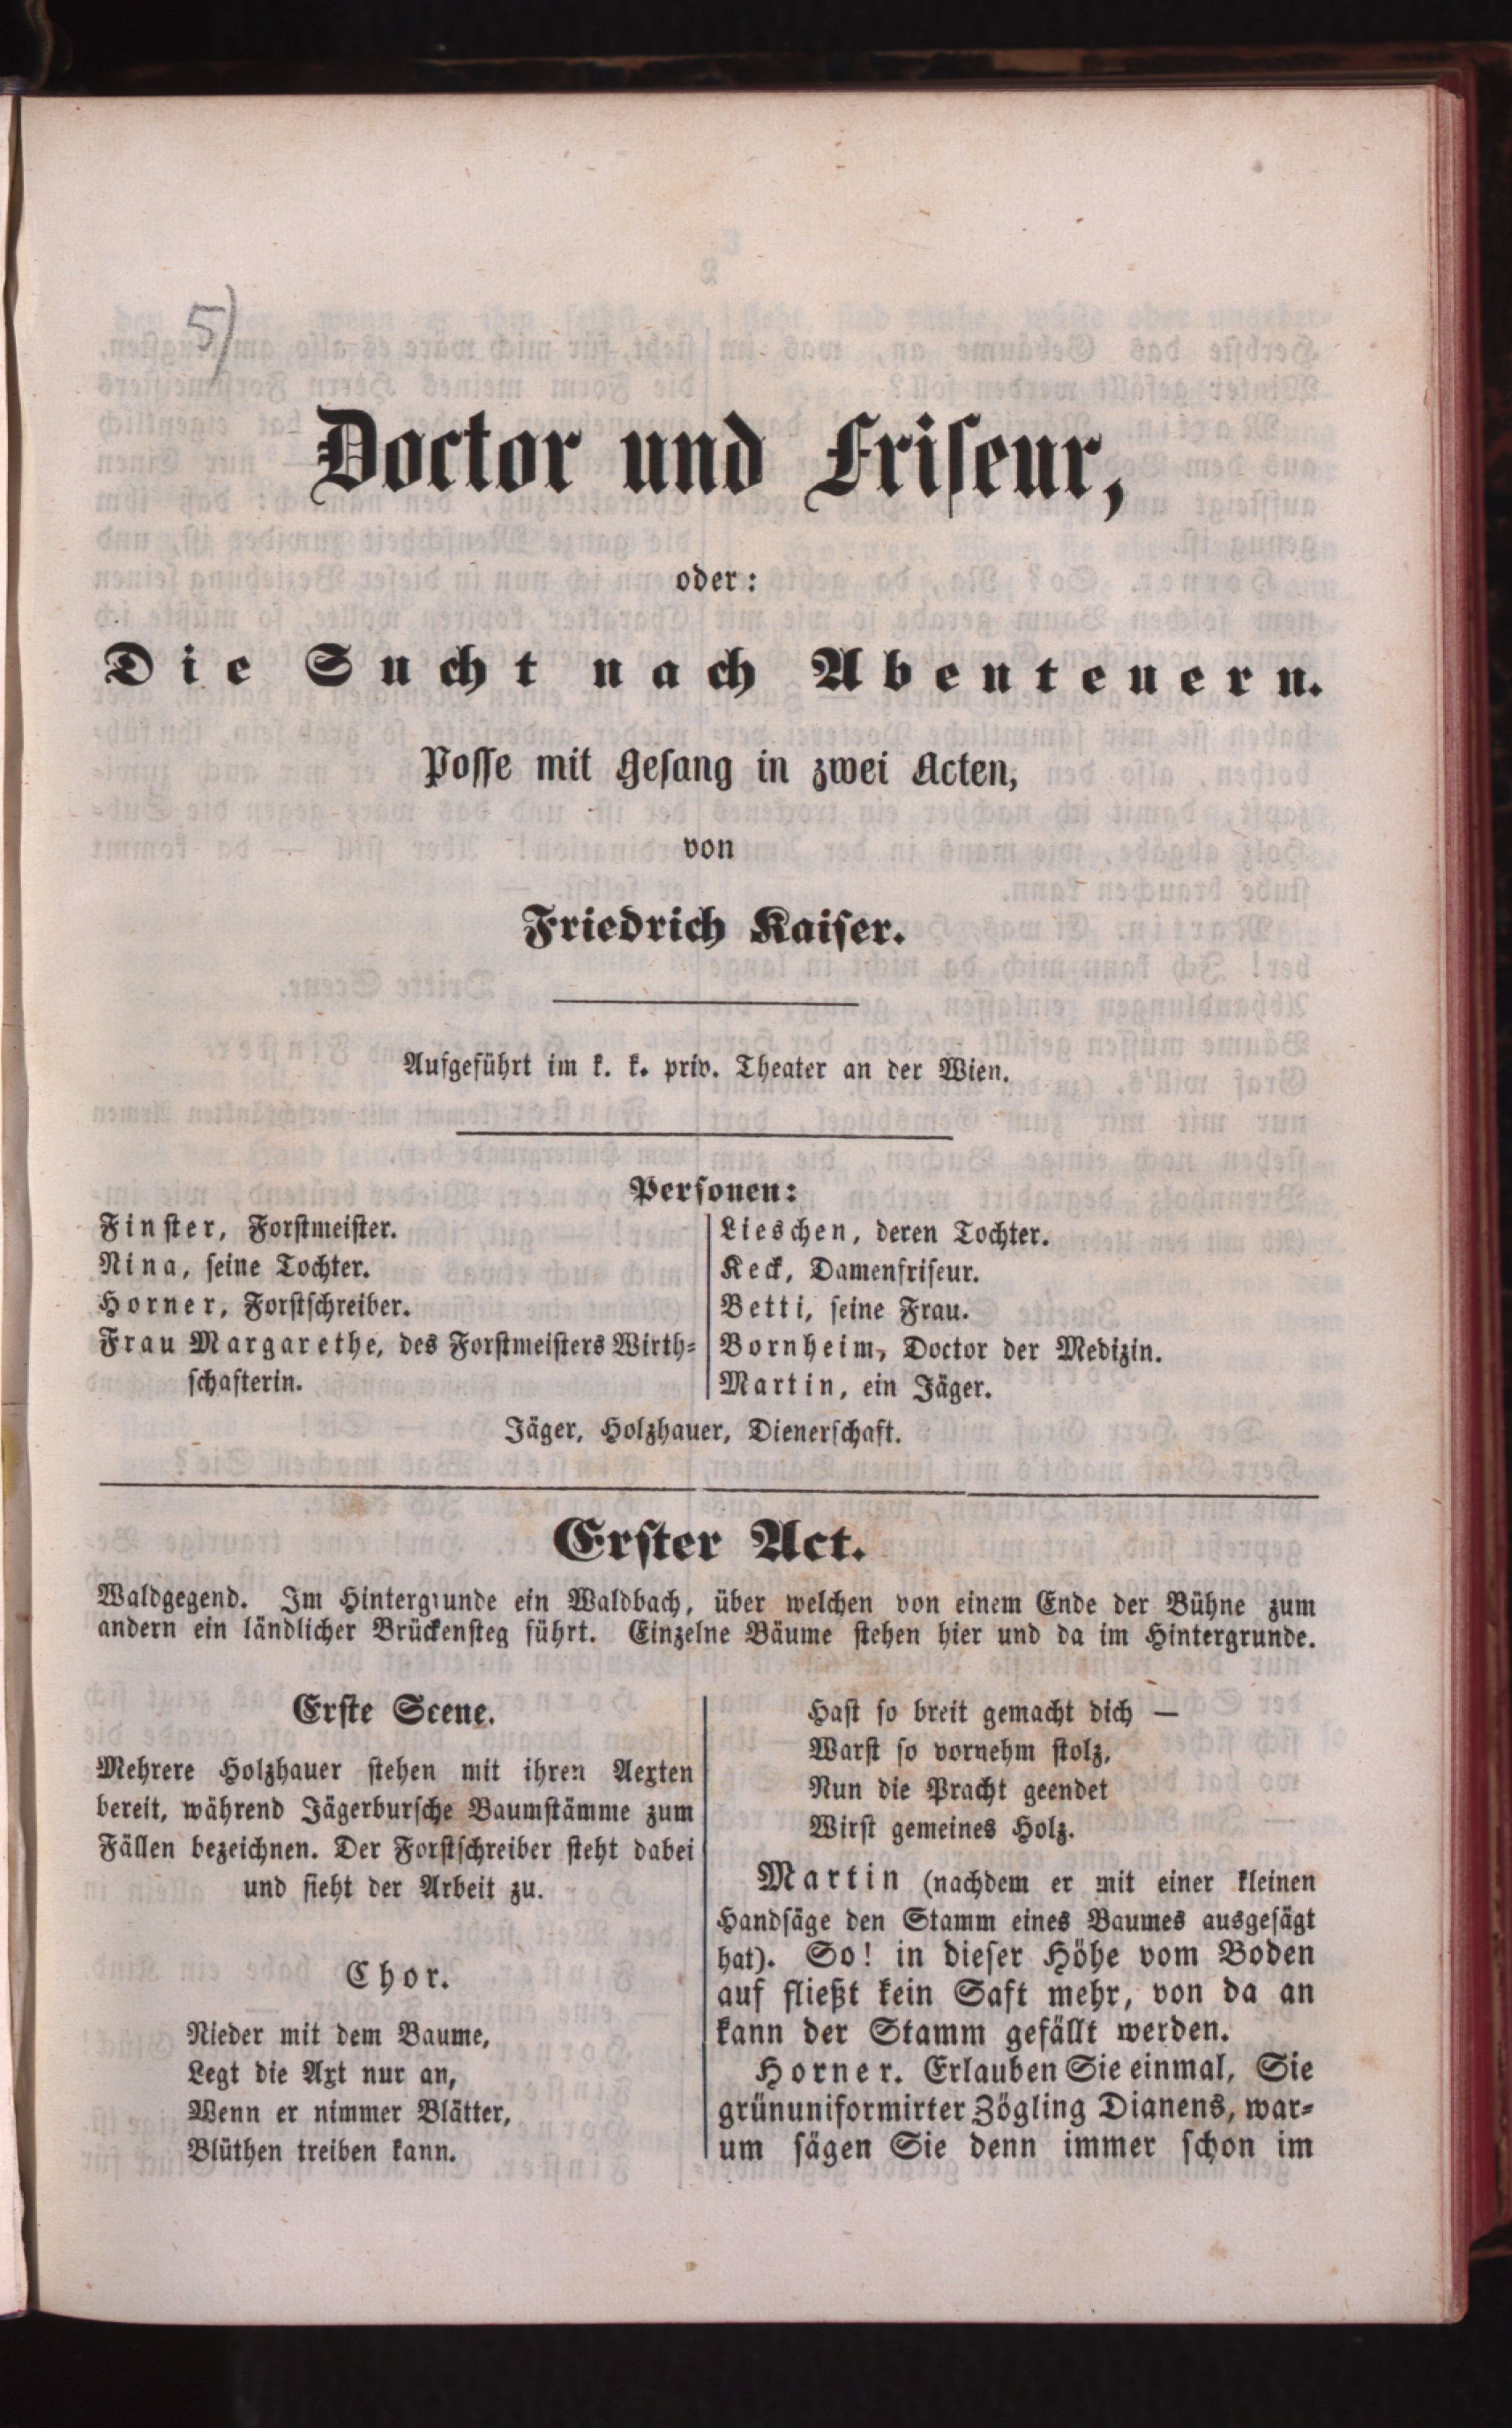 5)
Doctor und Friseur,
oder:
Die Sucht nach Abenteuern.
Posse mit Gesang in zwei Acten,
von
Friedrich Kaiser.
Aufgeführt im k. k. priv. Theater an der Wien.
Personen:
Finster, Forstmeister.
Nina, seine Tochter.
Horner, Forstschreiber.
Frau Margarethe, des Forstmeisters Wirth-
schafterin.
Lieschen, deren Tochter.
Keck, Damenfriseur.
Betti, seine Frau.
Bornheim, Doctor der Medizin.
Martin, ein Jäger.
Jäger, Holzhauer, Dienerschaft.
Erster Act.
Waldgegend. Im Hintergrunde ein Waldbach, über welchen von einem Ende der Bühne zum
andern ein ländlicher Brückensteg führt. Einzelne Bäume stehen hier und da im Hintergrunde.
Erste Scene.
Mehrere Holzhauer stehen mit ihren Aexten
bereit, während Jägerbursche Baumstämme zum
Fällen bezeichnen. Der Forstschreiber steht dabei
und sieht der Arbeit zu.
Chor.
Nieder mit dem Baume,
Legt die Axt nur an,
Wenn er nimmer Blätter,
Blüthen treiben kann.
Hast so breit gemacht dich —
Warst so vornehm stolz,
Nun die Pracht geendet
Wirst gemeines Holz.
Martin (nachdem er mit einer kleinen
Handsäge den Stamm eines Baumes ausgesägt
hat). So! in dieser Höhe vom Boden
auf fließt kein Saft mehr, von da an
kann der Stamm gefällt werden.
Horner. Erlauben Sie einmal, Sie
grünuniformirter Zögling Dianens, war-
um sägen Sie denn immer schon im